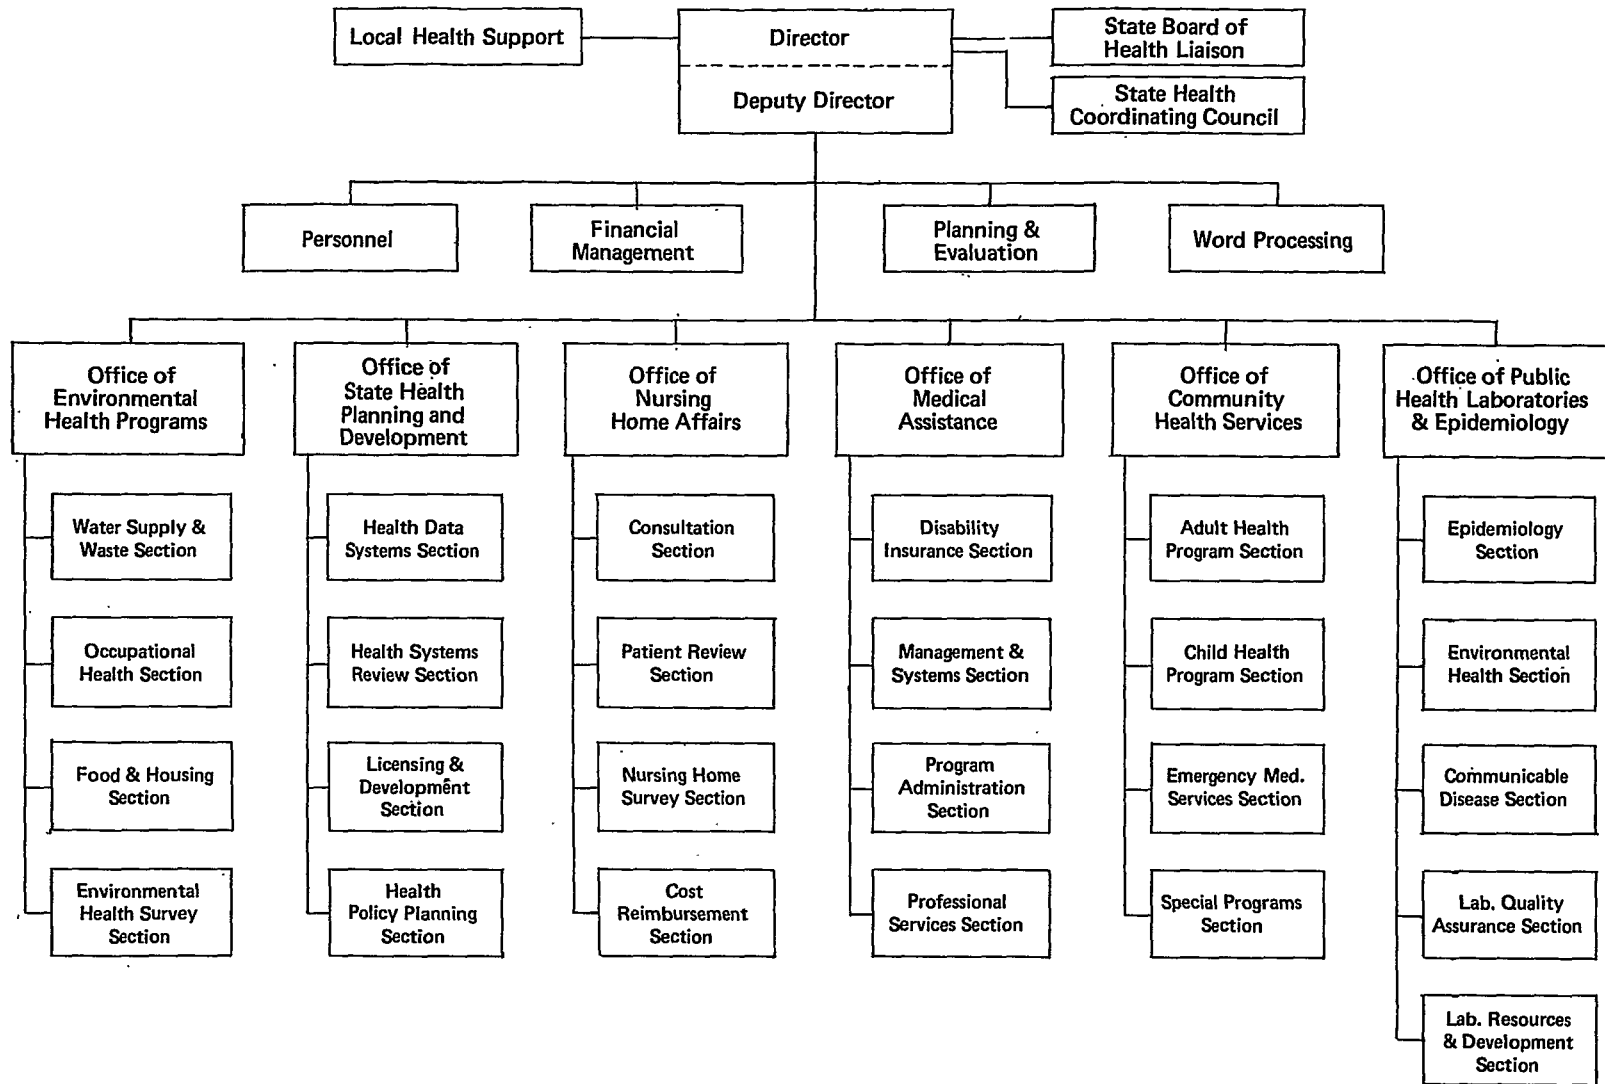 Local Health Support
Director
Deputy Director
State Board of
Health Liaison
State Health
Coordinating Council
Personnel
Financial
Management
Planning &
Evaluation
Word Processing
Office of
Environmental
Health Programs
Water Supply &
Waste Section
Occupational
Health Section
Food & Housing
Section
Environmental
Health Survey
Section
Office of
State Health
Planning and
Development
Health Data
Systems Section
Health Systems
Review Section
Licensing &
Development
Section
Health
Policy Planning
Section
Office of
Nursing
Home Affairs
Consultation
Section
Patient Review
Section
Nursing Home
Survey Section
Cost
Reimbursement
Section
Office of
Medical
Assistance
Disability
Insurance Section
Management &
Systems Section
Program
Administration
Section
Professional
Services Section
Office of
Community
Health Services
Adult Health
Program Section
Child Health
Program Section
Emergency Med.
Services Section
Special Programs
Section
Office of Public
Health Laboratories
& Epidemiology
Epidemiology
Section
Environmental
Health Section
Communicable
Disease Section
Lab. Quality
Assurance Section
Lab. Resources
& Development
Section